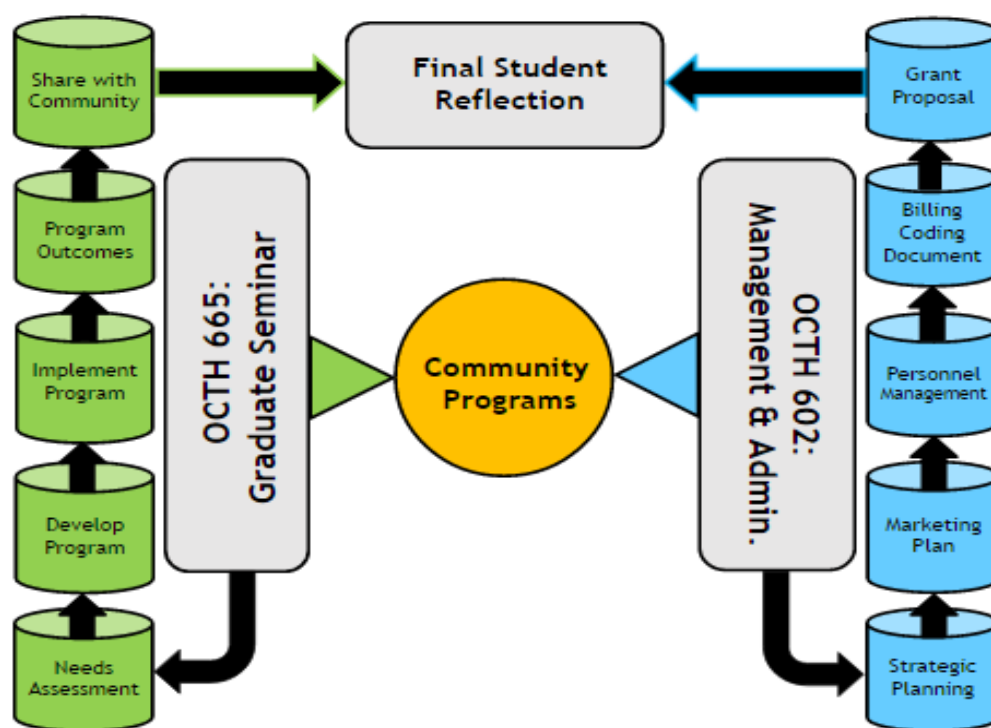 Share with
Community
Final Student
Reflection
Grant
Proposal
Program
Outcomes
Billing
Coding
Document
OCTH 665:
Graduate Seminar
Community
Programs
OCTH 602:
Management & Admin.
Implement
Program
Personnel
Management
Develop
Program
Marketing
Plan
Needs
Assessment
Strategic
Planning